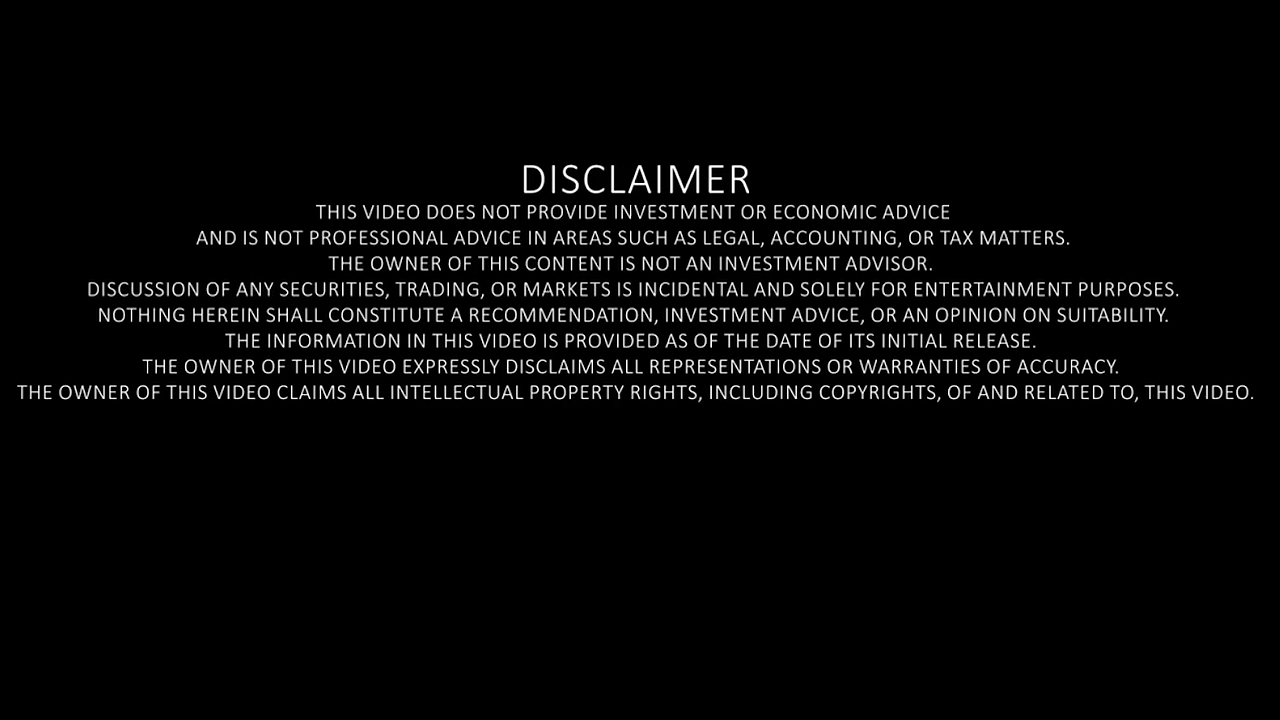 DISCLAIMER
THIS VIDEO DOES NOT PROVIDE INVESTMENT OR ECONOMIC ADVICE
AND IS NOT PROFESSIONAL ADVICE IN AREAS SUCH AS LEGAL, ACCOUNTING, OR TAX MATTERS.
THE OWNER OF THIS CONTENT IS NOT AN INVESTMENT ADVISOR.
DISCUSSION OF ANY SECURITIES, TRADING, OR MARKETS IS INCIDENTAL AND SOLELY FOR ENTERTAINMENT PURPOSES.
NOTHING HEREIN SHALL CONSTITUTE A RECOMMENDATION, INVESTMENT ADVICE, OR AN OPINION ON SUITABILITY.
THE INFORMATION IN THIS VIDEO IS PROVIDED AS OF THE DATE OF ITS INITIAL RELEASE.
THE OWNER OF THIS VIDEO EXPRESSLY DISCLAIMS ALL REPRESENTATIONS OR WARRANTIES OF ACCURACY.
THE OWNER OF THIS VIDEO CLAIMS ALL INTELLECTUAL PROPERTY RIGHTS, INCLUDING COPYRIGHTS, OF AND RELATED TO, THIS VIDEO.